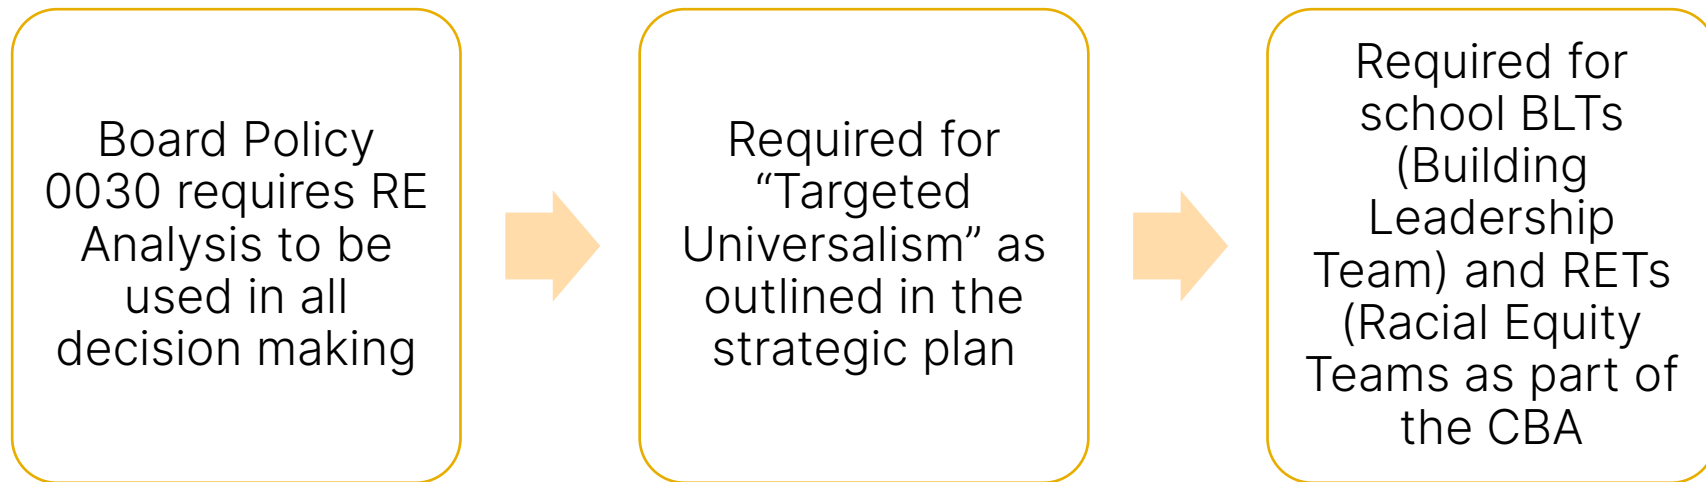 Board Policy
0030 requires RE
Analysis to be
used in all
decision making
Required for
“Targeted
Universalism” as
outlined in the
strategic plan
Required for
school BLTs
(Building
Leadership
Team) and RETs
(Racial Equity
Teams as part of
the CBA